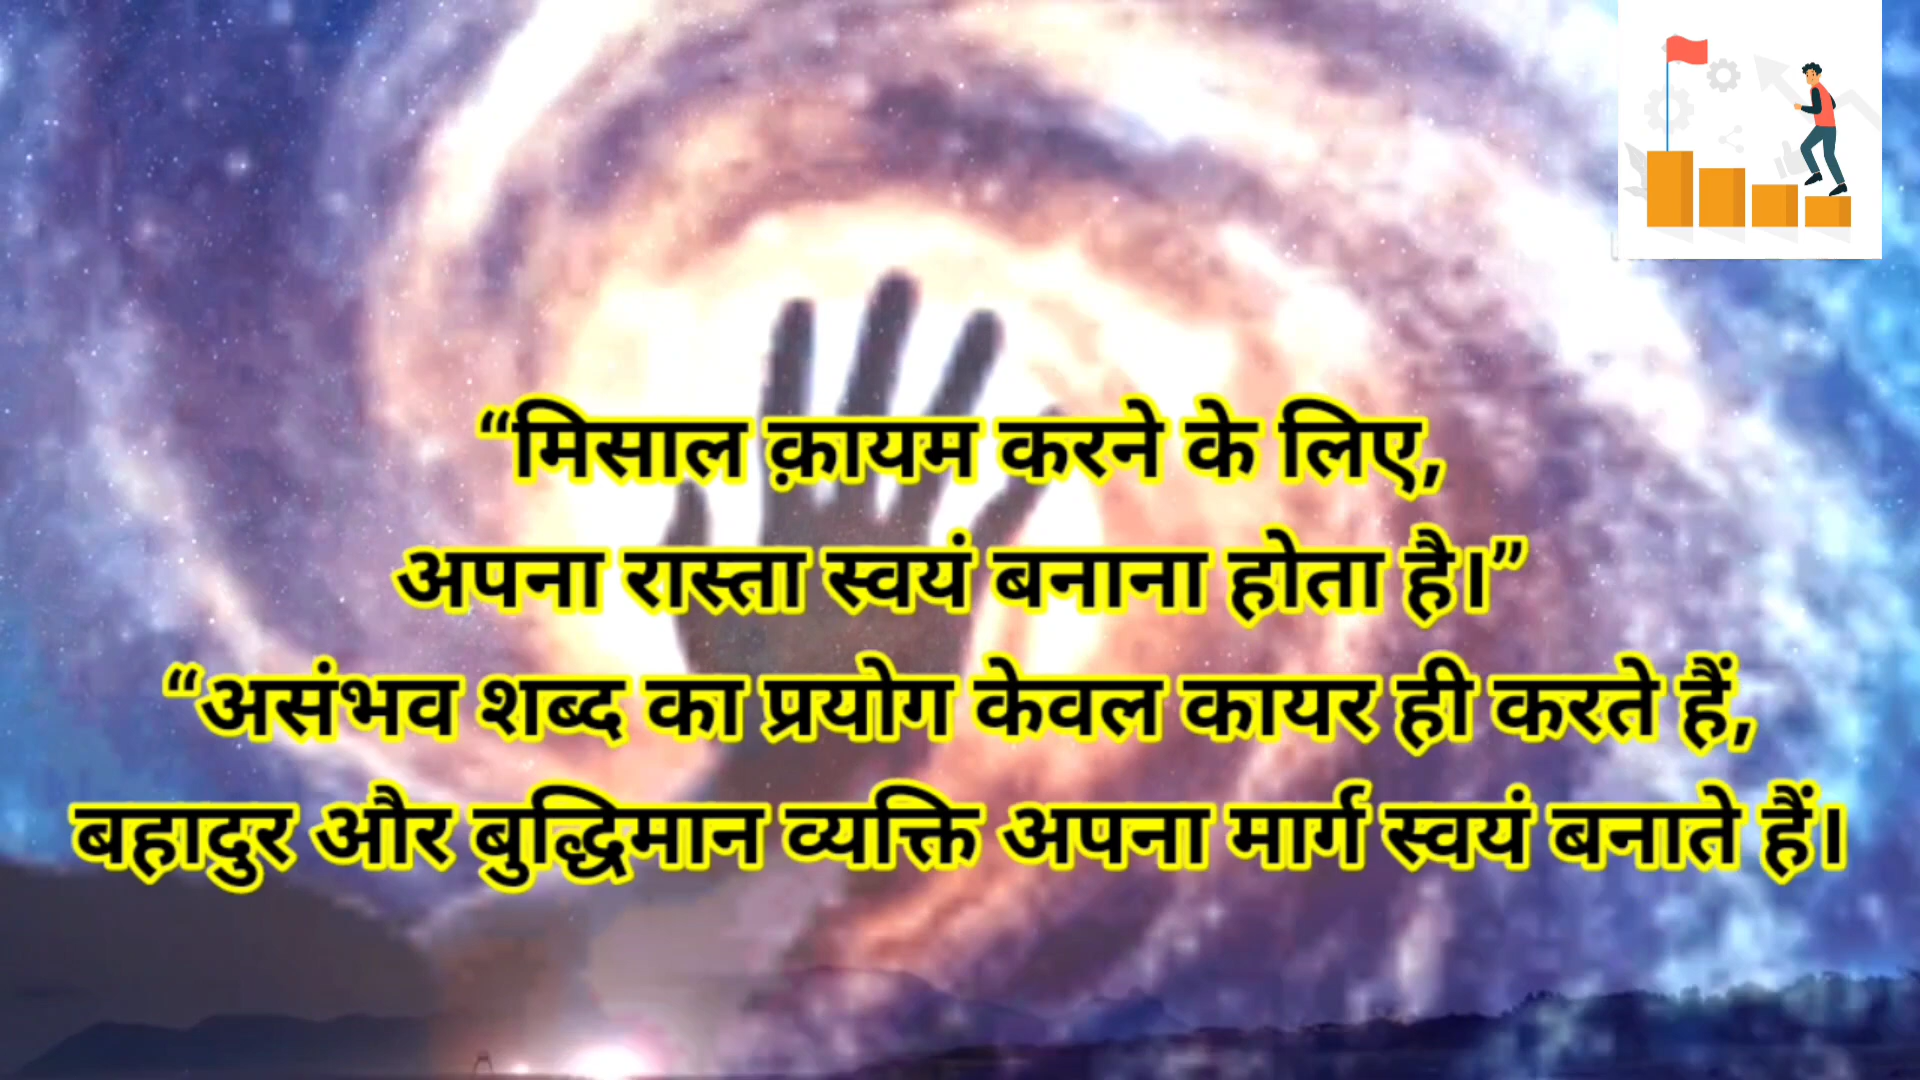 “मिसाल क़ायम करने के लिए,
अपना रास्ता स्वयं बनाना होता है।”
“असंभव शब्द का प्रयोग केवल कायर ही करते हैं,
बहादुर और बुद्धिमान व्यक्ति अपना मार्ग स्वयं बनाते हैं।